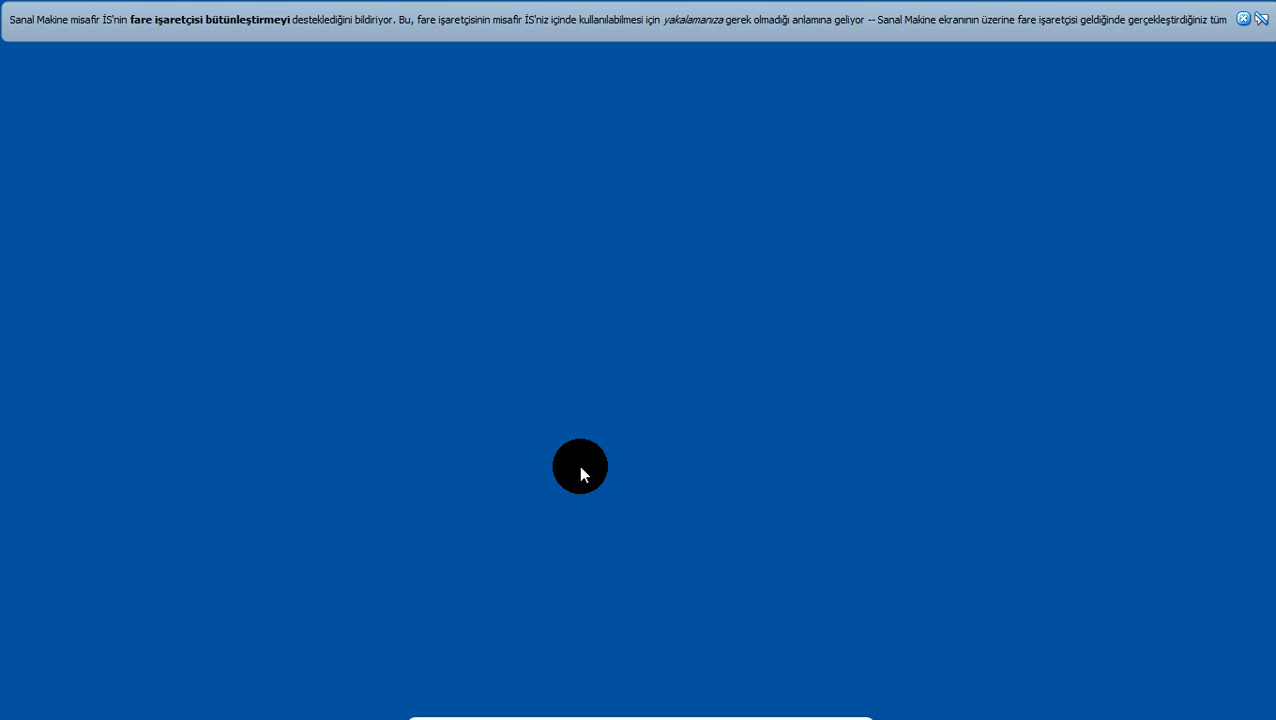 Sanal Makine misafir İS'nin fare işaretçisi bütünleştirmeyi desteklediğini bildiriyor. Bu, fare işaretçisinin misafir İS'niz içinde kullanılabilmesi için yakalamanıza gerek olmadığı anlamına geliyor -- Sanal Makine ekranının üzerine fare işaretçisi geldiğinde gerçekleştirdiğiniz tüm